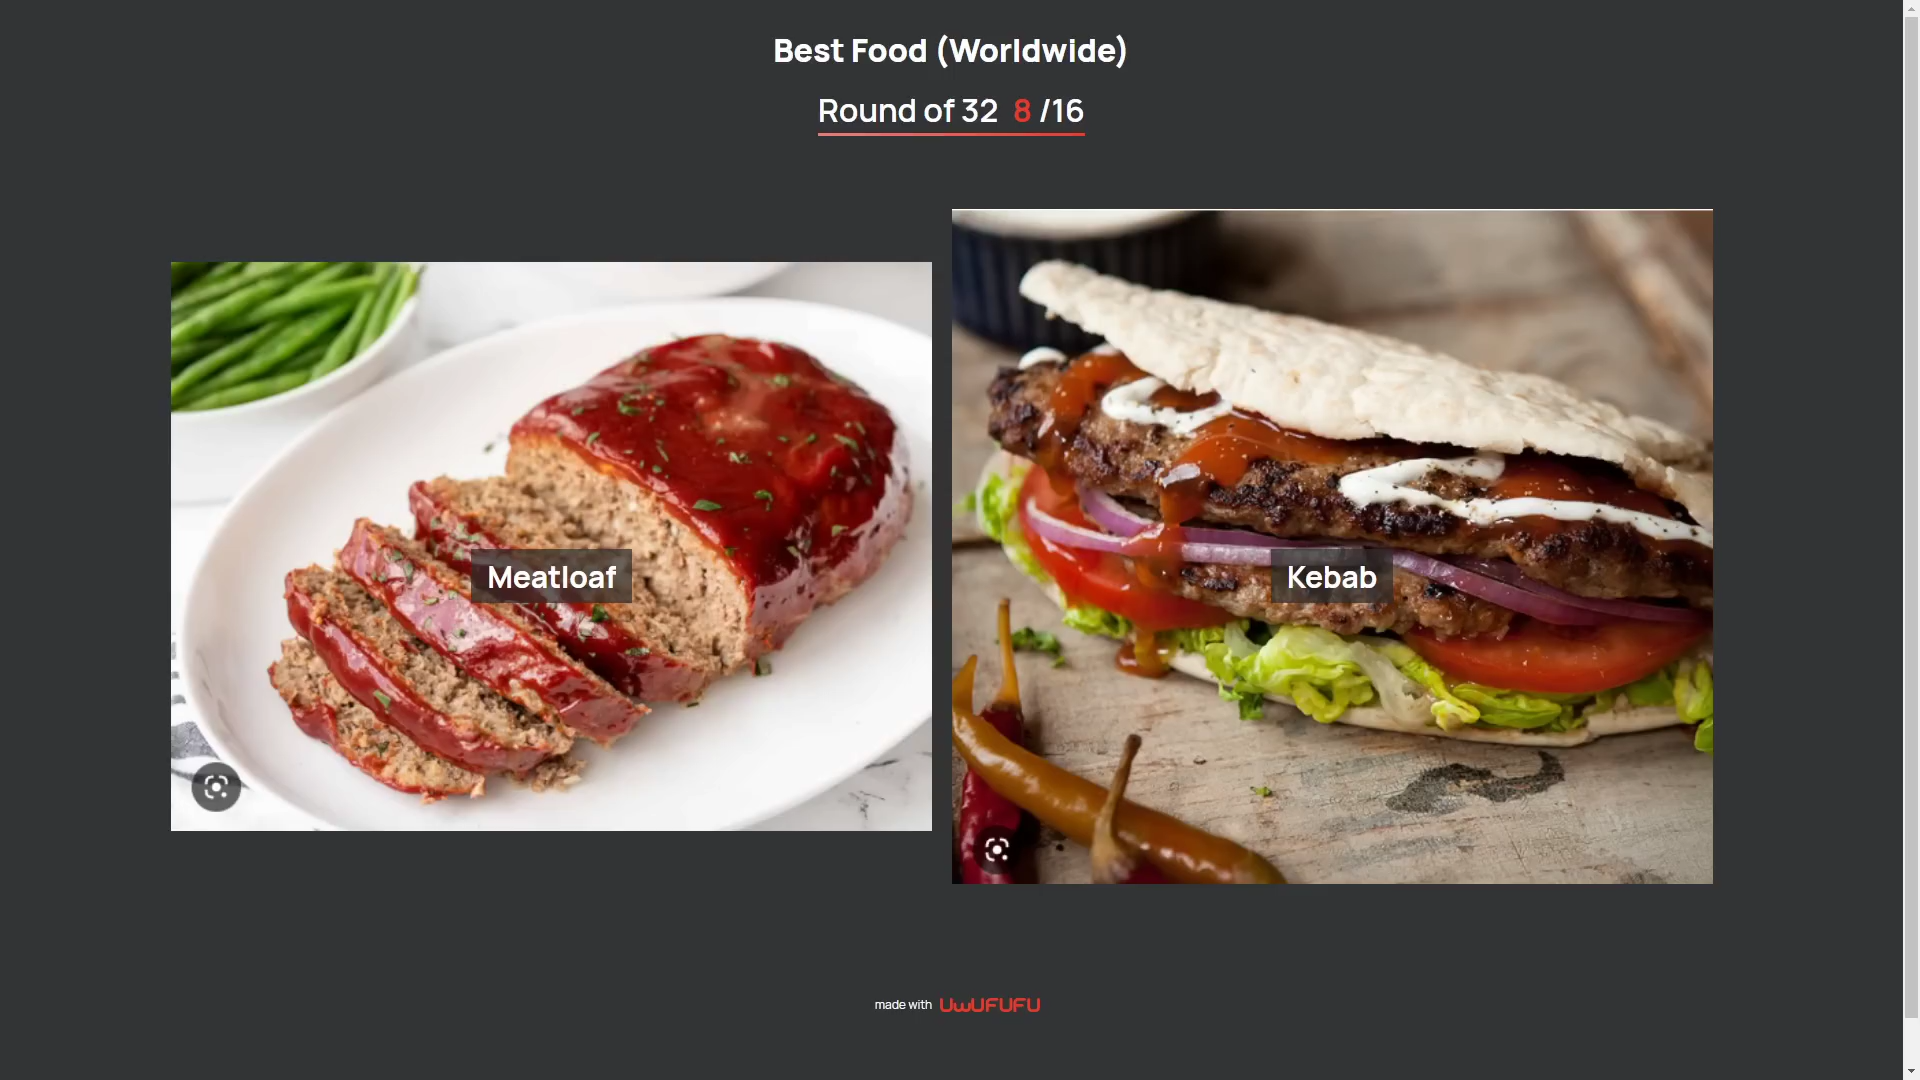 Best Food (Worldwide)
Round of 32 8 /16
Meatloaf
Kebab
made with UwUFUFU